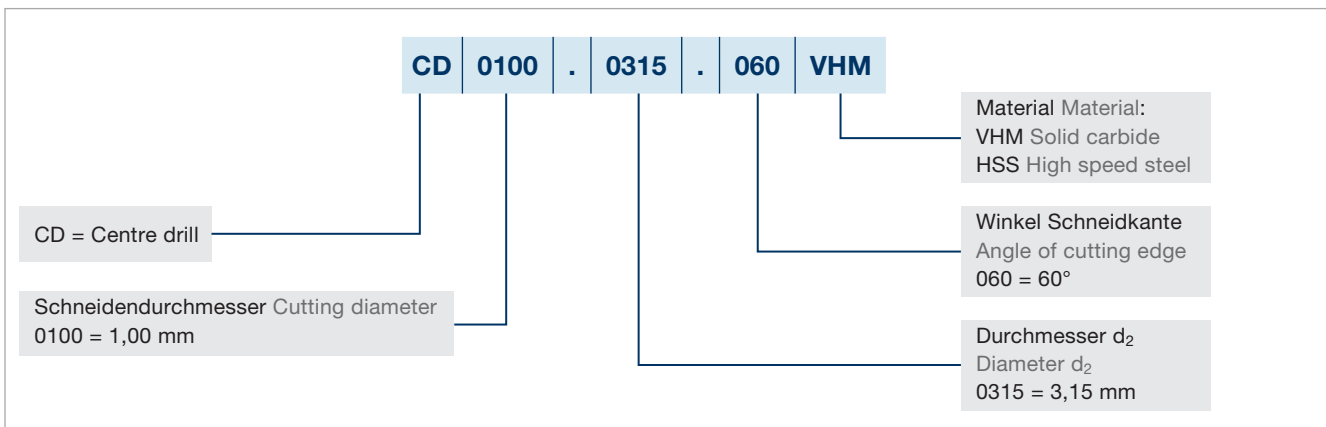 CD 0100 . 0315 . 060 VHM
Material Material:
VHM Solid carbide
HSS High speed steel
CD = Centre drill
Winkel Schneidkante
Angle of cutting edge
060 = 60°
Schneidendurchmesser Cutting diameter
0100 = 1,00 mm
Durchmesser d₂
Diameter d₂
0315 = 3,15 mm